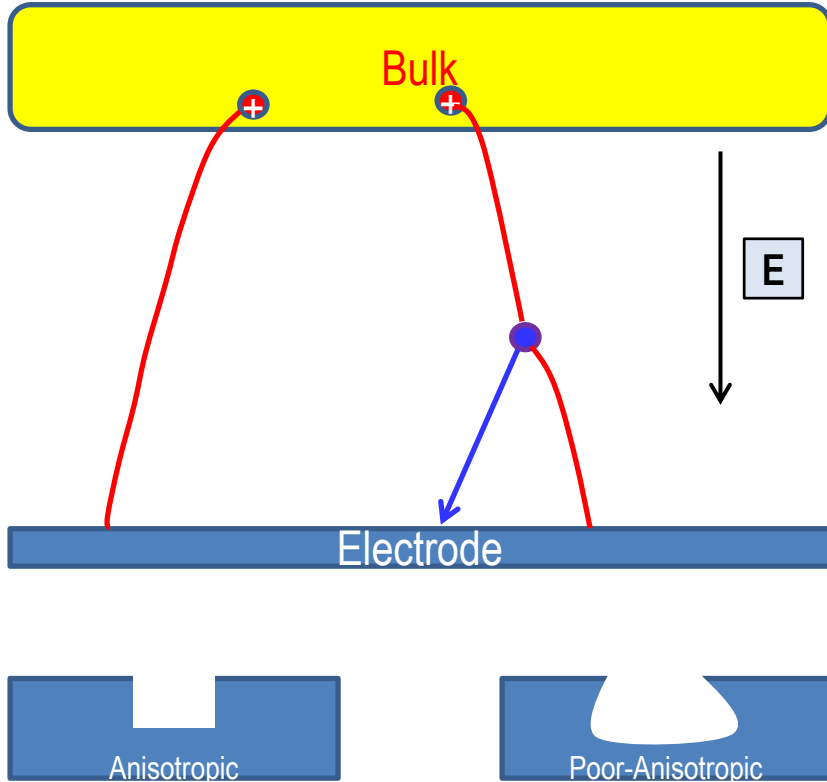 Bulk
+
+
E
Electrode
Anisotropic
Poor-Anisotropic